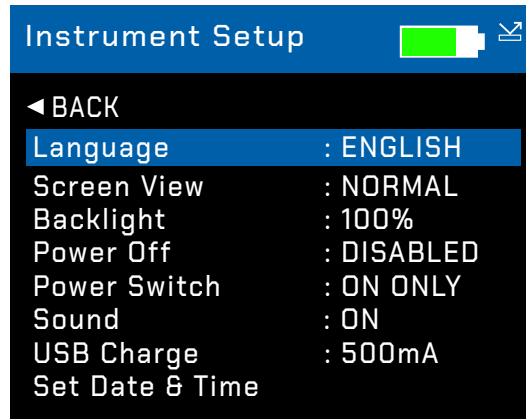 Instrument Setup
◄BACK
Language : ENGLISH
Screen View : NORMAL
Backlight : 100%
Power Off : DISABLED
Power Switch : ON ONLY
Sound : ON
USB Charge : 500mA
Set Date & Time